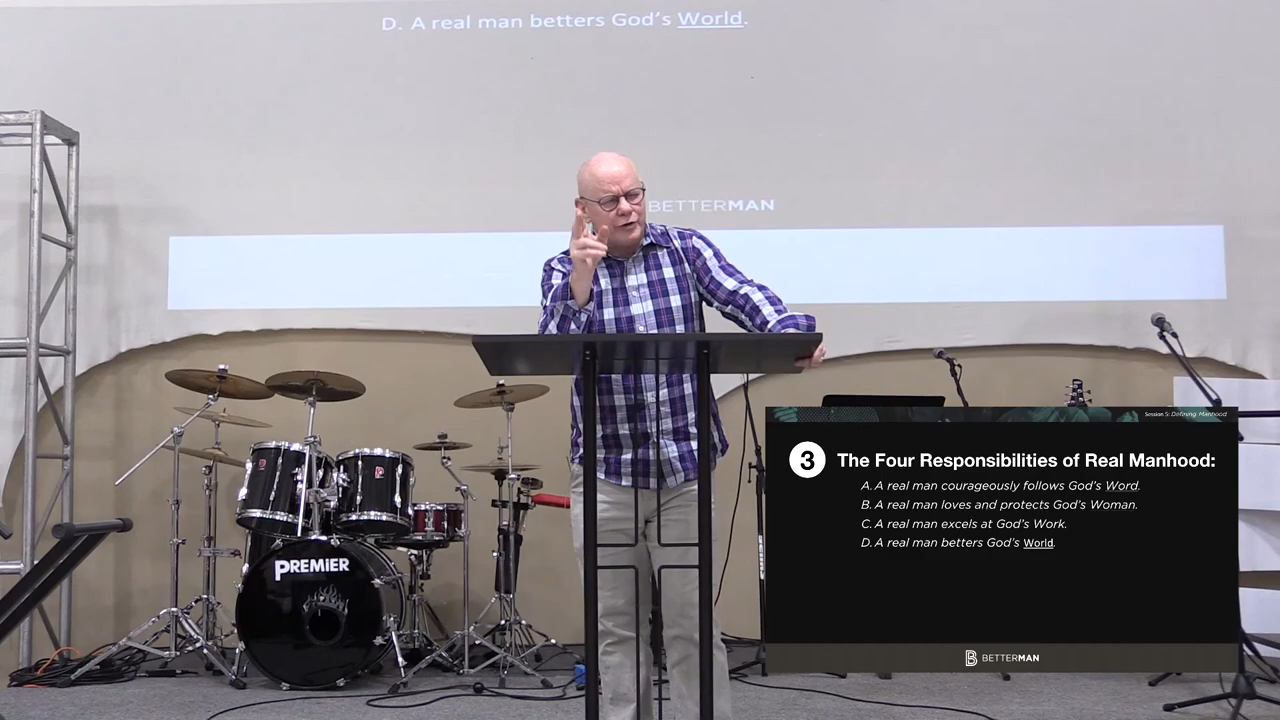 D. A real man betters God's World.
BETTERMAN
PREMIER
Session 5: Defining Manhood
3 The Four Responsibilities of Real Manhood:
A. A real man courageously follows God's Word.
B. A real man loves and protects God's Woman.
C. A real man excels at God's Work.
D. A real man betters God's World.
B BETTERMAN